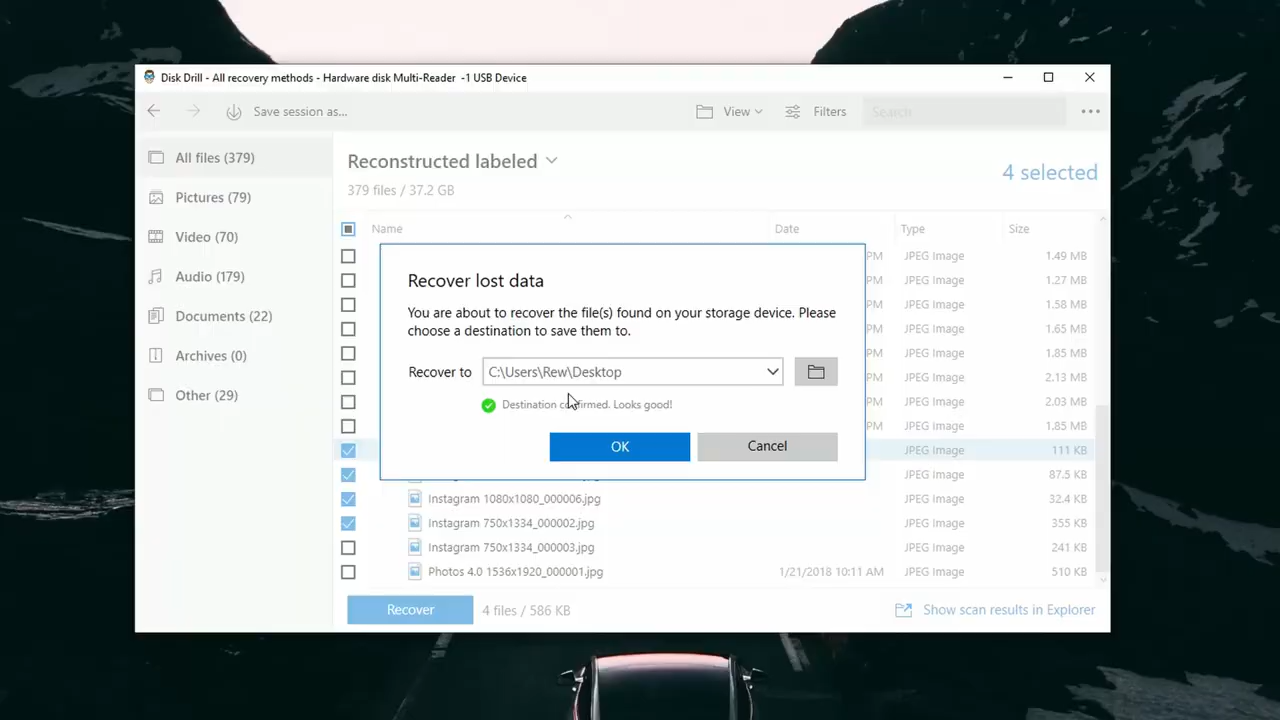 Disk Drill - All recovery methods - Hardware disk Multi-Reader  -1 USB Device
Save session as...
View
Filters
Search
All files (379)
Pictures (79)
Video (70)
Audio (179)
Documents (22)
Archives (0)
Other (29)
Reconstructed labeled
379 files / 37.2 GB
4 selected
Name Date Type Size
PM JPEG Image 1.49 MB
PM JPEG Image 1.27 MB
PM JPEG Image 1.58 MB
PM JPEG Image 1.65 MB
PM JPEG Image 1.85 MB
PM JPEG Image 2.13 MB
PM JPEG Image 2.03 MB
PM JPEG Image 1.85 MB
JPEG Image 111 KB
JPEG Image 87.5 KB
Instagram 1080x1080_000006.jpg JPEG Image 32.4 KB
Instagram 750x1334_000002.jpg JPEG Image 355 KB
Instagram 750x1334_000003.jpg JPEG Image 241 KB
Photos 4.0 1536x1920_000001.jpg 1/21/2018 10:11 AM JPEG Image 510 KB
Recover lost data
You are about to recover the file(s) found on your storage device. Please
choose a destination to save them to.
Recover to C:\Users\Rew\Desktop
Destination confirmed. Looks good!
OK
Cancel
Recover
4 files / 586 KB
Show scan results in Explorer